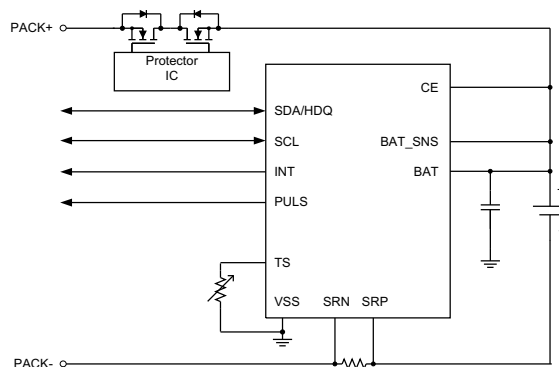 PACK+
Protector
IC
CE
SDA/HDQ
SCL
BAT_SNS
INT
BAT
PULS
+
TS
VSS
SRN
SRP
PACK-